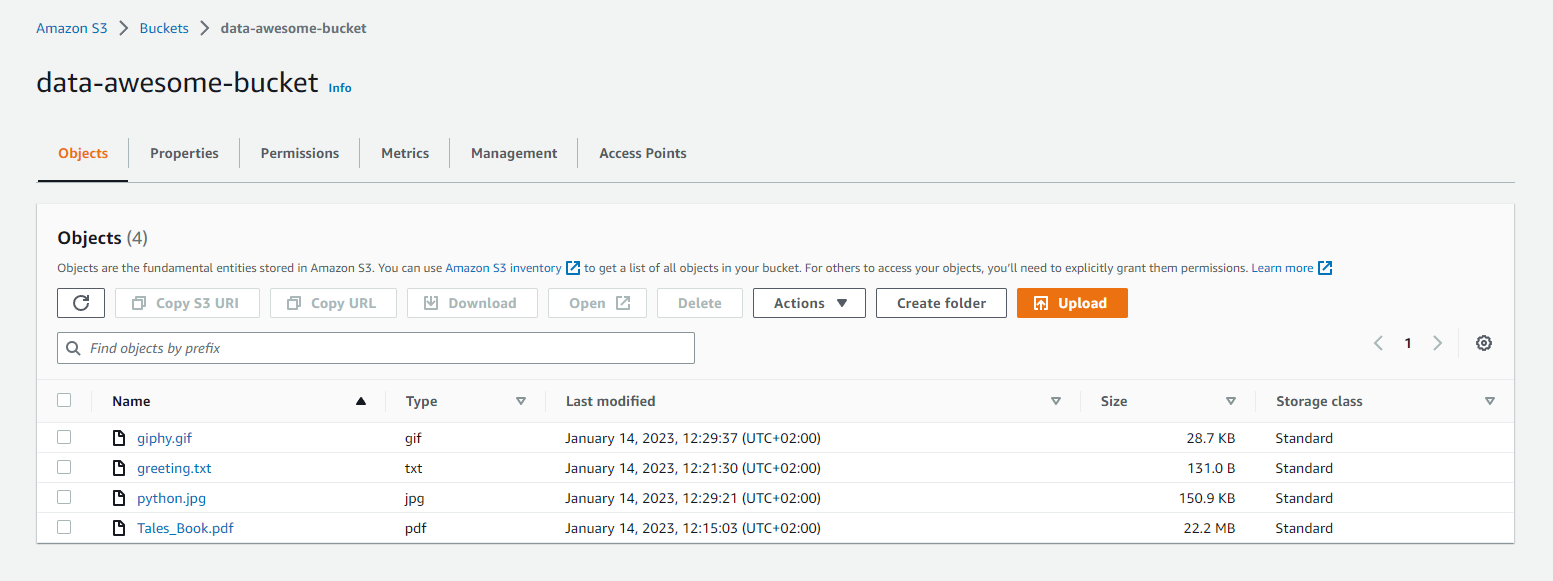 Amazon S3 > Buckets > data-awesome-bucket
data-awesome-bucket Info
Objects Properties Permissions Metrics Management Access Points
Objects (4)
Objects are the fundamental entities stored in Amazon S3. You can use Amazon S3 inventory to get a list of all objects in your bucket. For others to access your objects, you'll need to explicitly grant them permissions. Learn more
Copy S3 URI Copy URL Download Open Delete Actions Create folder Upload
Find objects by prefix
1
Name Type Last modified Size Storage class
giphy.gif gif January 14, 2023, 12:29:37 (UTC+02:00) 28.7 KB Standard
greeting.txt txt January 14, 2023, 12:21:30 (UTC+02:00) 131.0 B Standard
python.jpg jpg January 14, 2023, 12:29:21 (UTC+02:00) 150.9 KB Standard
Tales_Book.pdf pdf January 14, 2023, 12:15:03 (UTC+02:00) 22.2 MB Standard